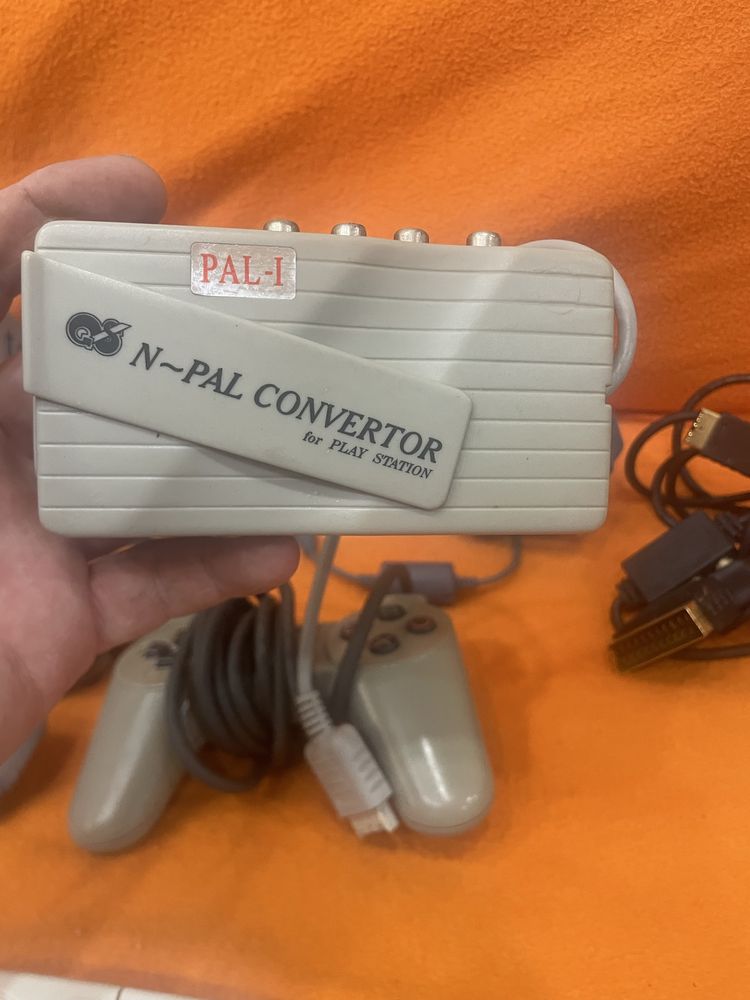 PAL-I
N~PAL CONVERTOR
for PLAY STATION